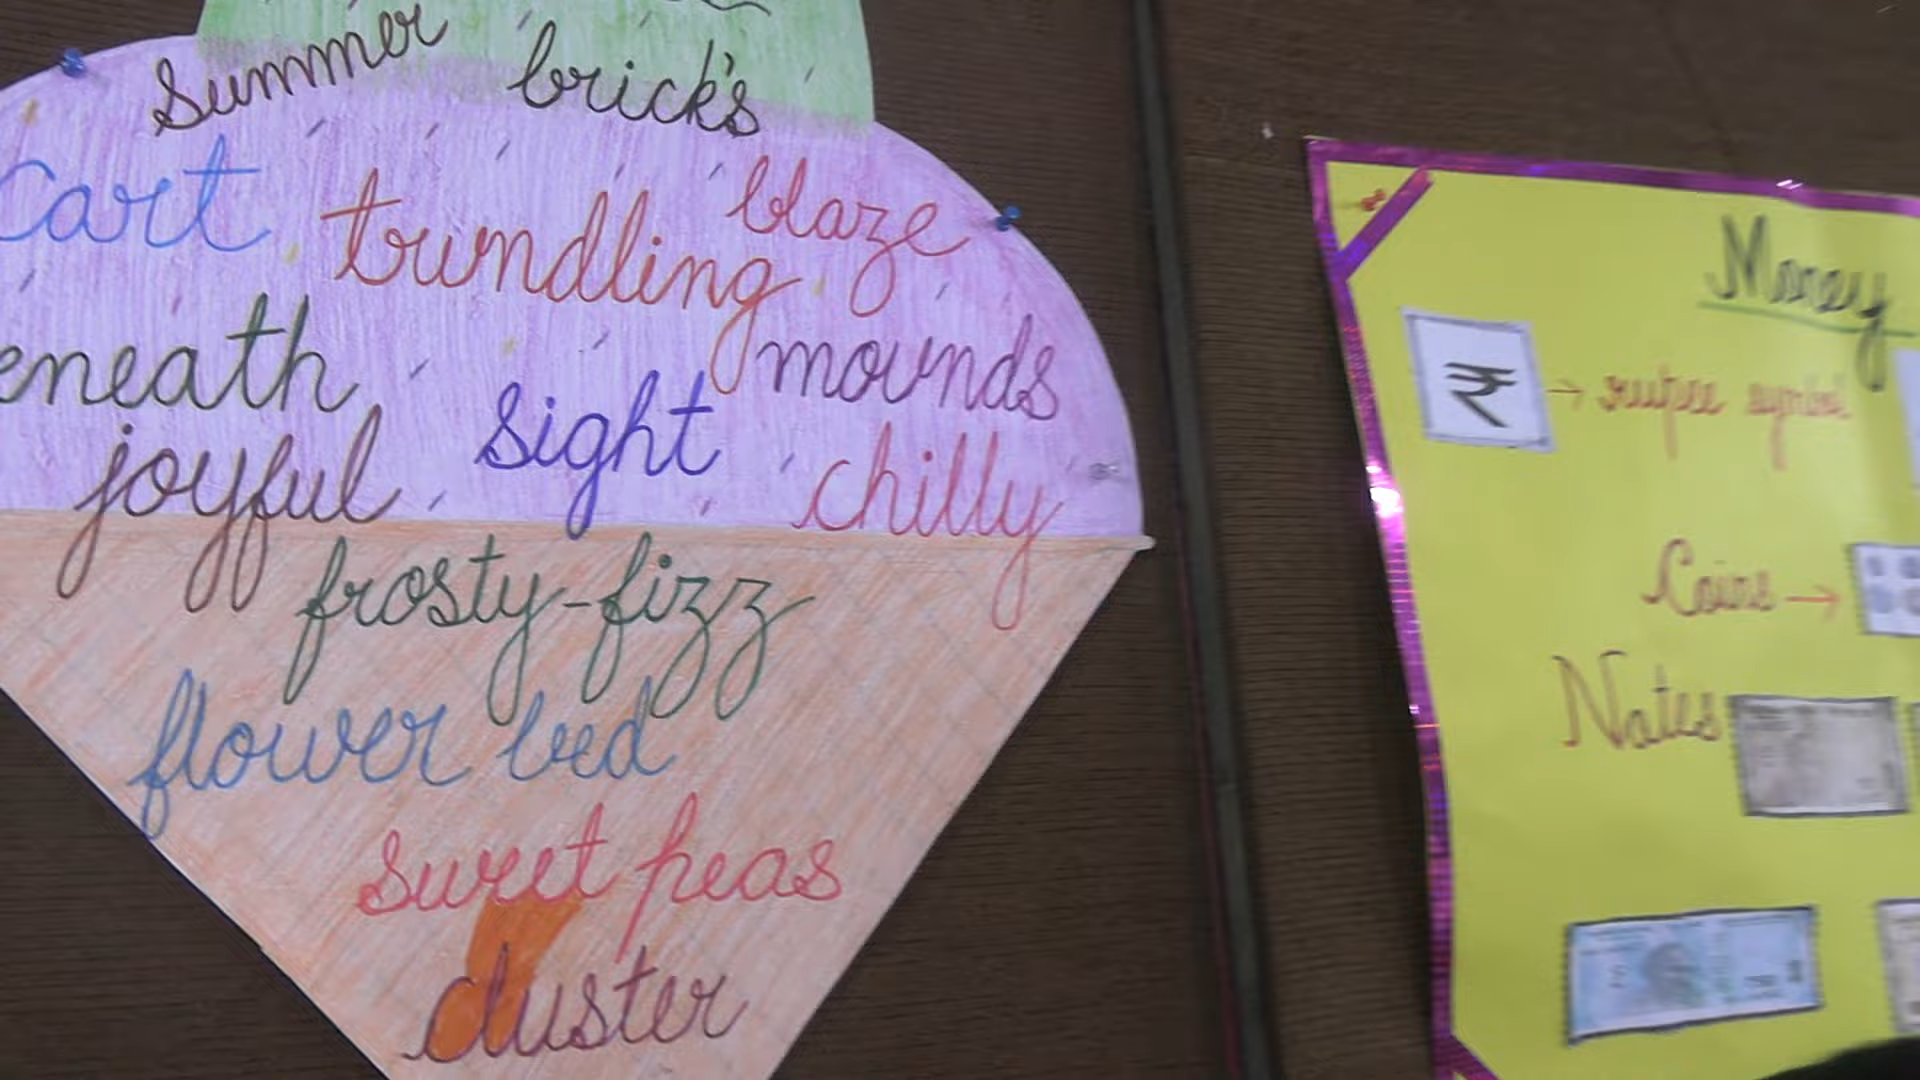 summer brick's
cart trundling blaze
eneath mounds
joyful sight chilly
frosty-fizz
flower bed
sweet peas
cluster
Money
₹ → rupee symbol
Coins →
Notes